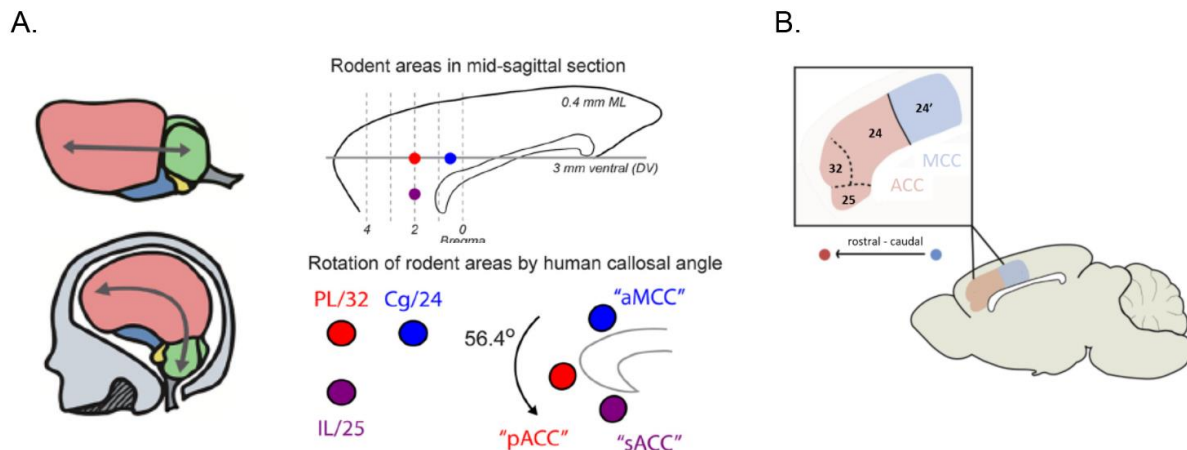 A.
Rodent areas in mid-sagittal section
0.4 mm ML
3 mm ventral (DV)
4 2 0
Bregma
Rotation of rodent areas by human callosal angle
PL/32 Cg/24
IL/25
56.4°
"aMCC"
"pACC"
"sACC"
B.
24'
24
32
25
MCC
ACC
rostral - caudal